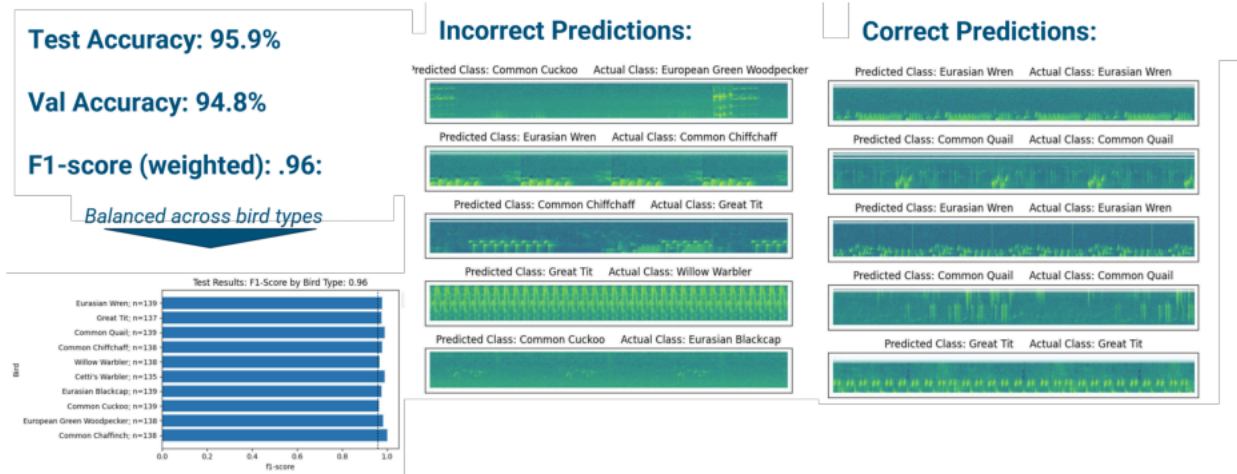 Test Accuracy: 95.9%
Val Accuracy: 94.8%
F1-score (weighted): .96:
Balanced across bird types
Test Results: F1-Score by Bird Type: 0.96
Bird
Eurasian Wren; n=139
Great Tit; n=137
Common Quail; n=139
Common Chiffchaff; n=138
Willow Warbler; n=138
Cetti's Warbler; n=135
Eurasian Blackcap; n=139
Common Cuckoo; n=139
European Green Woodpecker; n=138
Common Chaffinch; n=138
0.0 0.2 0.4 0.6 0.8 1.0
f1-score
Incorrect Predictions:
Predicted Class: Common Cuckoo Actual Class: European Green Woodpecker
Predicted Class: Eurasian Wren Actual Class: Common Chiffchaff
Predicted Class: Common Chiffchaff Actual Class: Great Tit
Predicted Class: Great Tit Actual Class: Willow Warbler
Predicted Class: Common Cuckoo Actual Class: Eurasian Blackcap
Correct Predictions:
Predicted Class: Eurasian Wren Actual Class: Eurasian Wren
Predicted Class: Common Quail Actual Class: Common Quail
Predicted Class: Eurasian Wren Actual Class: Eurasian Wren
Predicted Class: Common Quail Actual Class: Common Quail
Predicted Class: Great Tit Actual Class: Great Tit